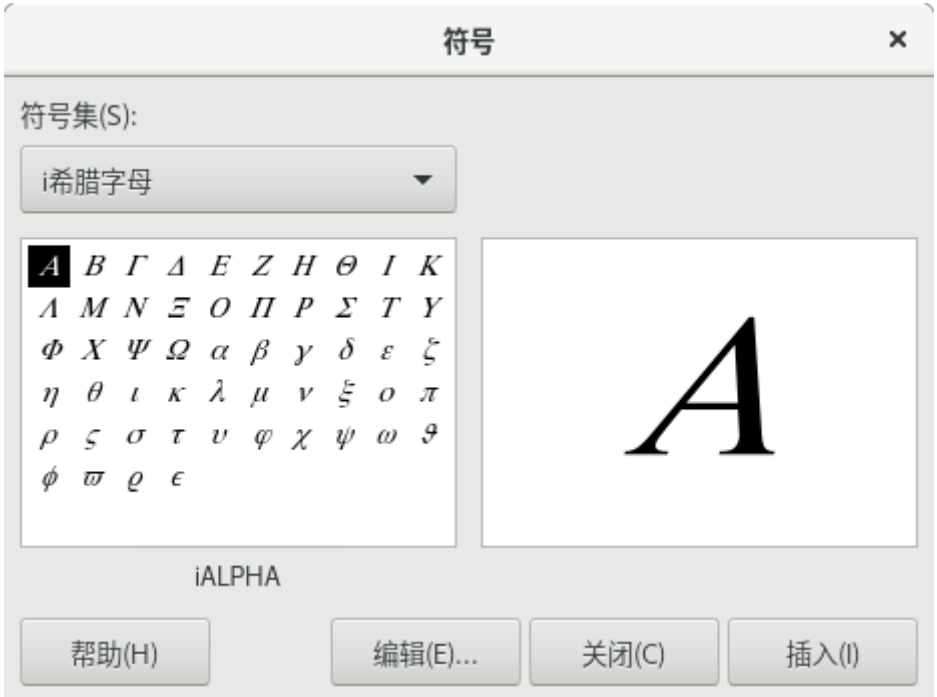 符号
符号集(S):
i希腊字母
Α Β Γ Δ Ε Ζ Η Θ Ι Κ
Λ Μ Ν Ξ Ο Π Ρ Σ Τ Υ
Φ Χ Ψ Ω α β γ δ ε ζ
η θ ι κ λ μ ν ξ ο π
ρ ς σ τ υ φ χ ψ ω ϑ
ϕ ϖ ϱ ϵ
Α
iALPHA
帮助(H) 编辑(E)... 关闭(C) 插入(I)